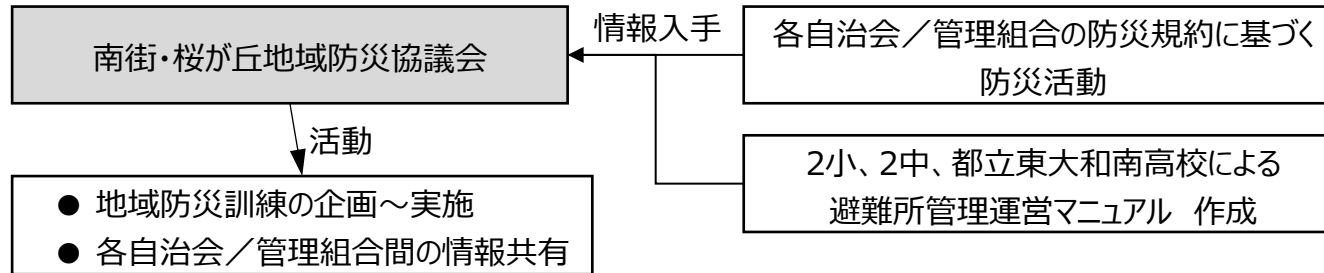 南街・桜が丘地域防災協議会
情報入手
各自治会／管理組合の防災規約に基づく
防災活動
活動
2小、2中、都立東大和南高校による
避難所管理運営マニュアル 作成
● 地域防災訓練の企画～実施
● 各自治会／管理組合間の情報共有